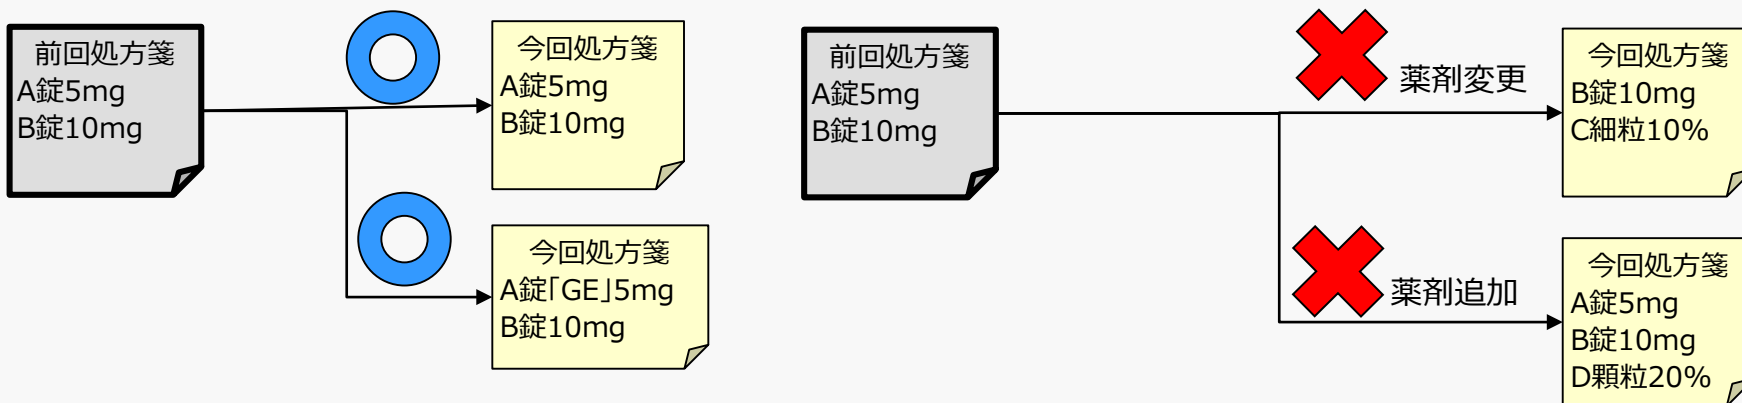 前回処方箋
A錠5mg
B錠10mg
今回処方箋
A錠5mg
B錠10mg
今回処方箋
A錠「GE」5mg
B錠10mg
前回処方箋
A錠5mg
B錠10mg
薬剤変更
今回処方箋
B錠10mg
C細粒10%
薬剤追加
今回処方箋
A錠5mg
B錠10mg
D顆粒20%